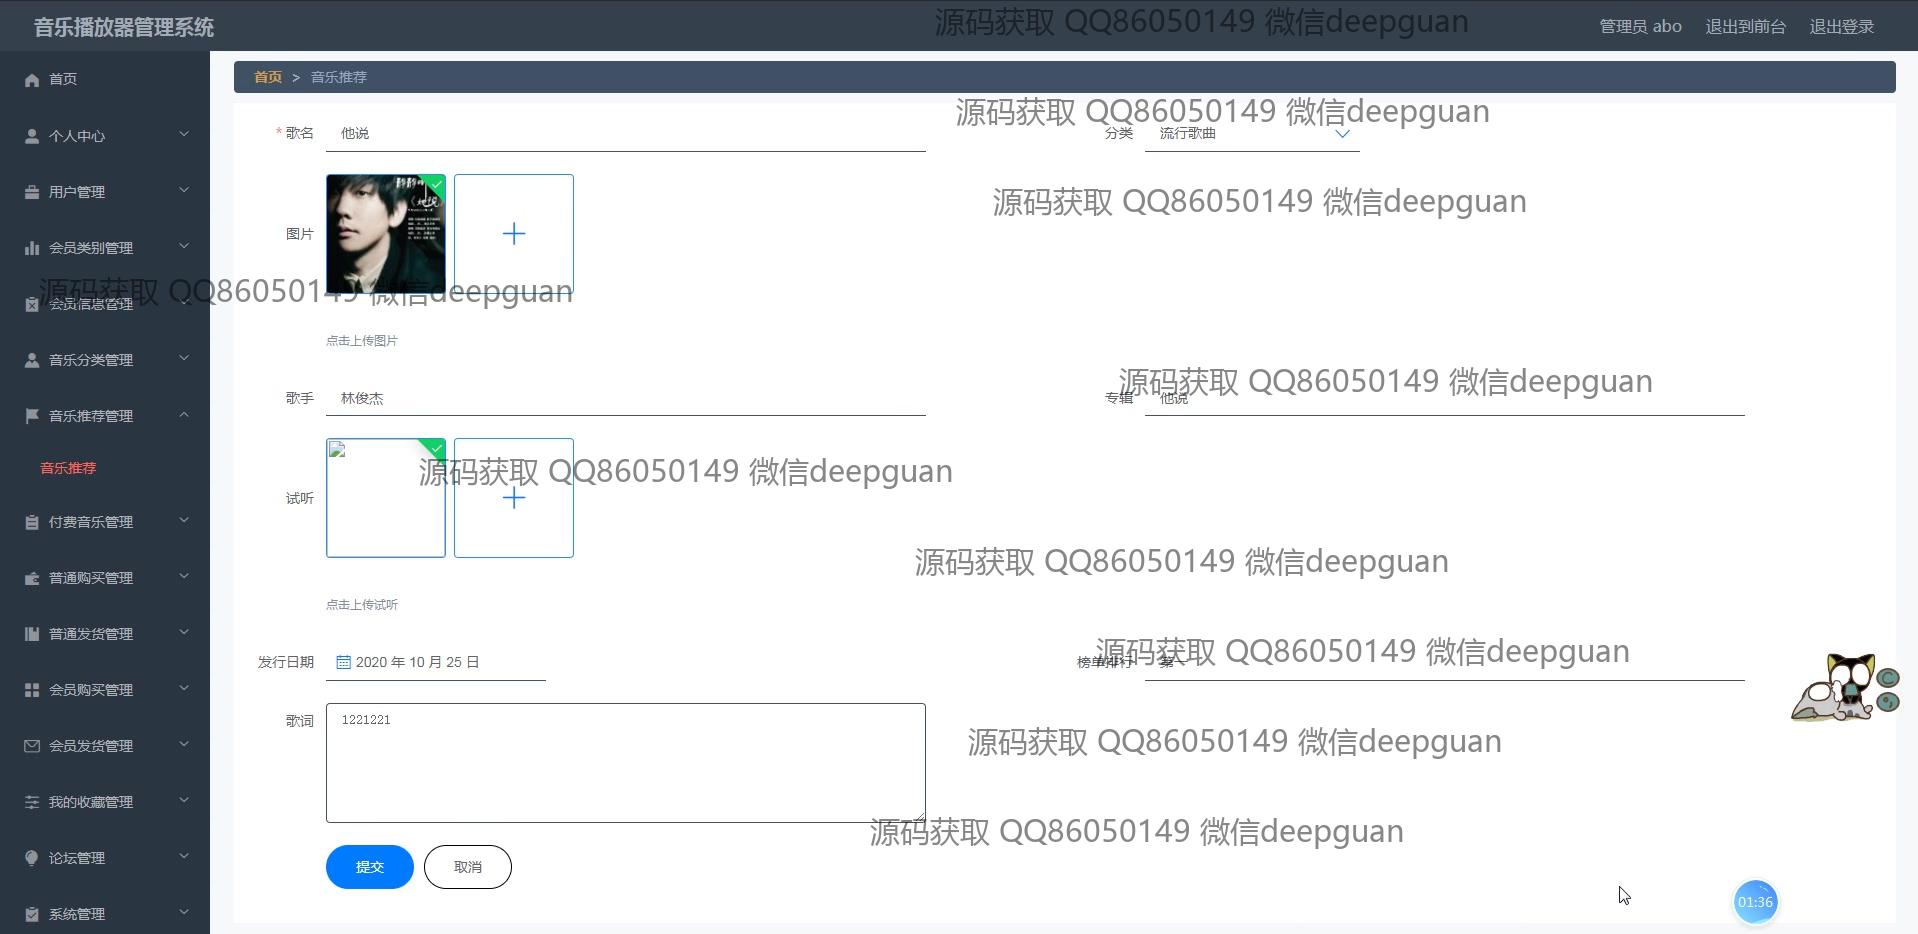 音乐播放器管理系统
源码获取 QQ86050149 微信deepguan
管理员 abo 退出到前台 退出登录
首页
个人中心
用户管理
会员类别管理
会员信息管理
音乐分类管理
音乐推荐管理
音乐推荐
付费音乐管理
普通购买管理
普通发货管理
会员购买管理
会员发货管理
我的收藏管理
论坛管理
系统管理
首页 > 音乐推荐
源码获取 QQ86050149 微信deepguan
* 歌名 他说
分类 流行歌曲
源码获取 QQ86050149 微信deepguan
图片
源码获取 QQ86050149 微信deepguan
点击上传图片
源码获取 QQ86050149 微信deepguan
歌手 林俊杰
专辑 他说
源码获取 QQ86050149 微信deepguan
试听
源码获取 QQ86050149 微信deepguan
点击上传试听
源码获取 QQ86050149 微信deepguan
发行日期 2020 年 10 月 25 日
榜单排行 第一
歌词 1221221
源码获取 QQ86050149 微信deepguan
源码获取 QQ86050149 微信deepguan
提交 取消
01:36